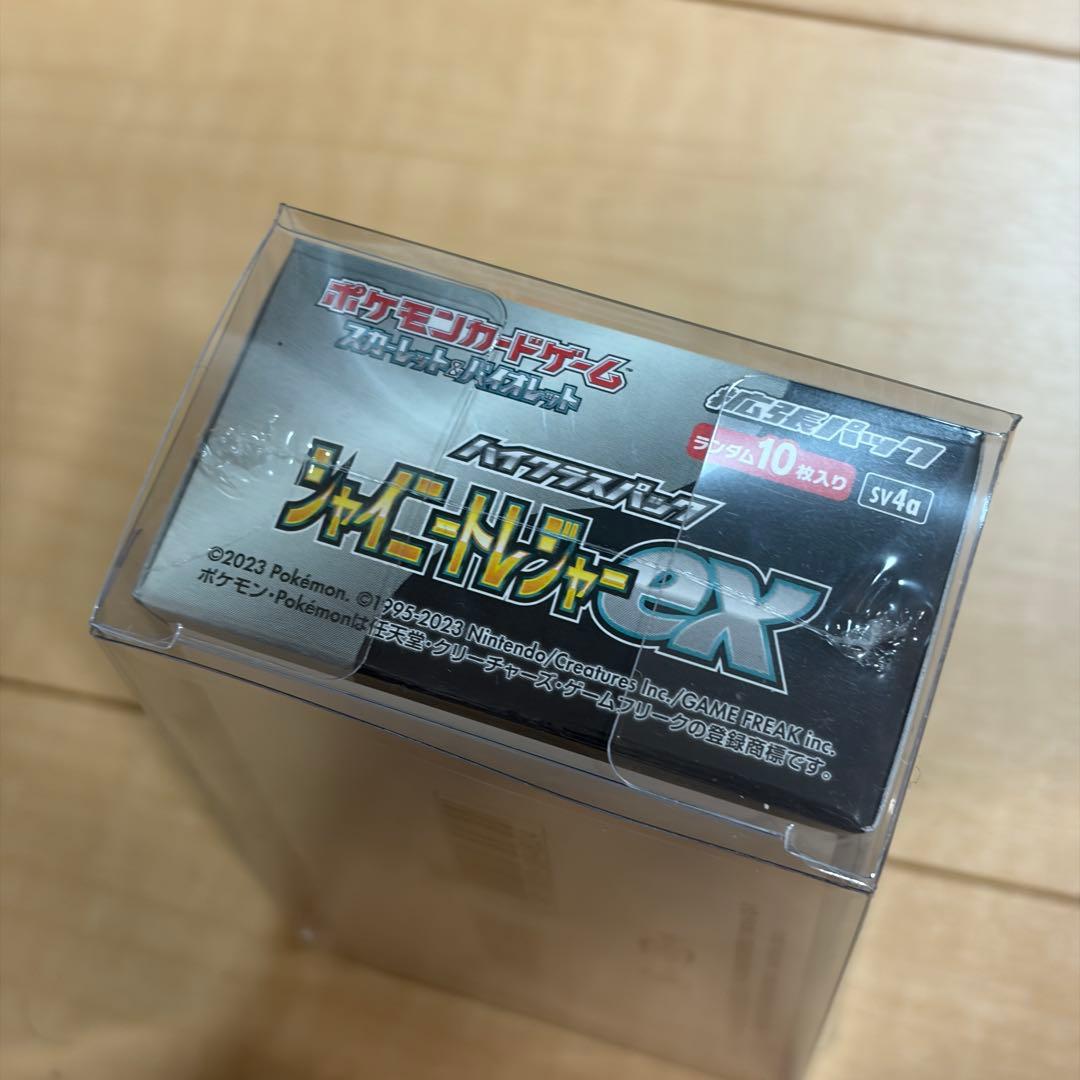 ポケモンカードゲーム
スカーレット&バイオレット
拡張パック
ランダム10枚入り
sv4a
ハイクラスパック
シャイニートレジャーex
©2023 Pokémon. ©1995-2023 Nintendo/Creatures Inc./GAME FREAK inc.
ポケモン・Pokémonは任天堂・クリーチャーズ・ゲームフリークの登録商標です。